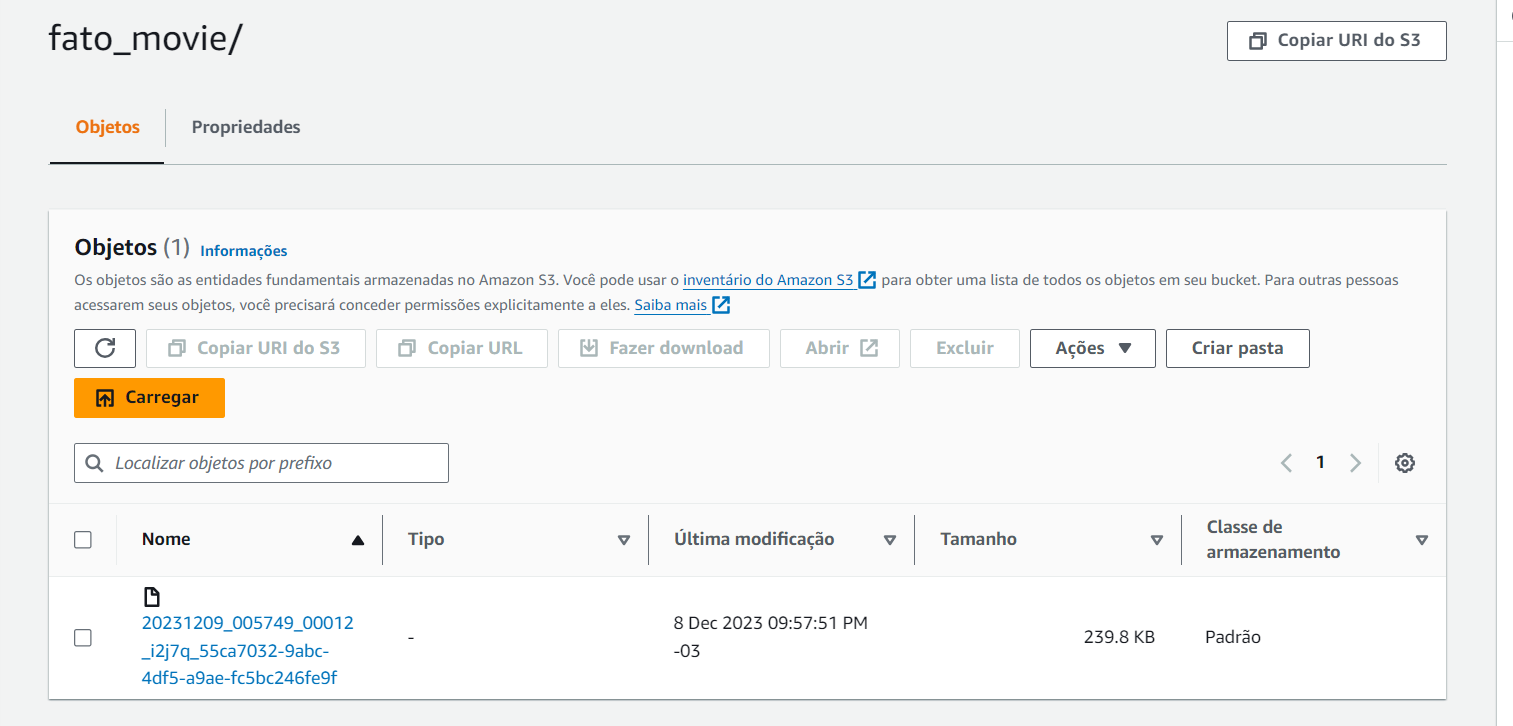 fato_movie/
Copiar URI do S3
Objetos
Propriedades
Objetos (1) Informações
Os objetos são as entidades fundamentais armazenadas no Amazon S3. Você pode usar o inventário do Amazon S3 para obter uma lista de todos os objetos em seu bucket. Para outras pessoas
acessarem seus objetos, você precisará conceder permissões explicitamente a eles. Saiba mais
Copiar URI do S3
Copiar URL
Fazer download
Abrir
Excluir
Ações
Criar pasta
Carregar
Localizar objetos por prefixo
1
Nome
Tipo
Última modificação
Tamanho
Classe de
armazenamento
20231209_005749_00012
_i2j7q_55ca7032-9abc-
4df5-a9ae-fc5bc246fe9f
-
8 Dec 2023 09:57:51 PM
-03
239.8 KB
Padrão